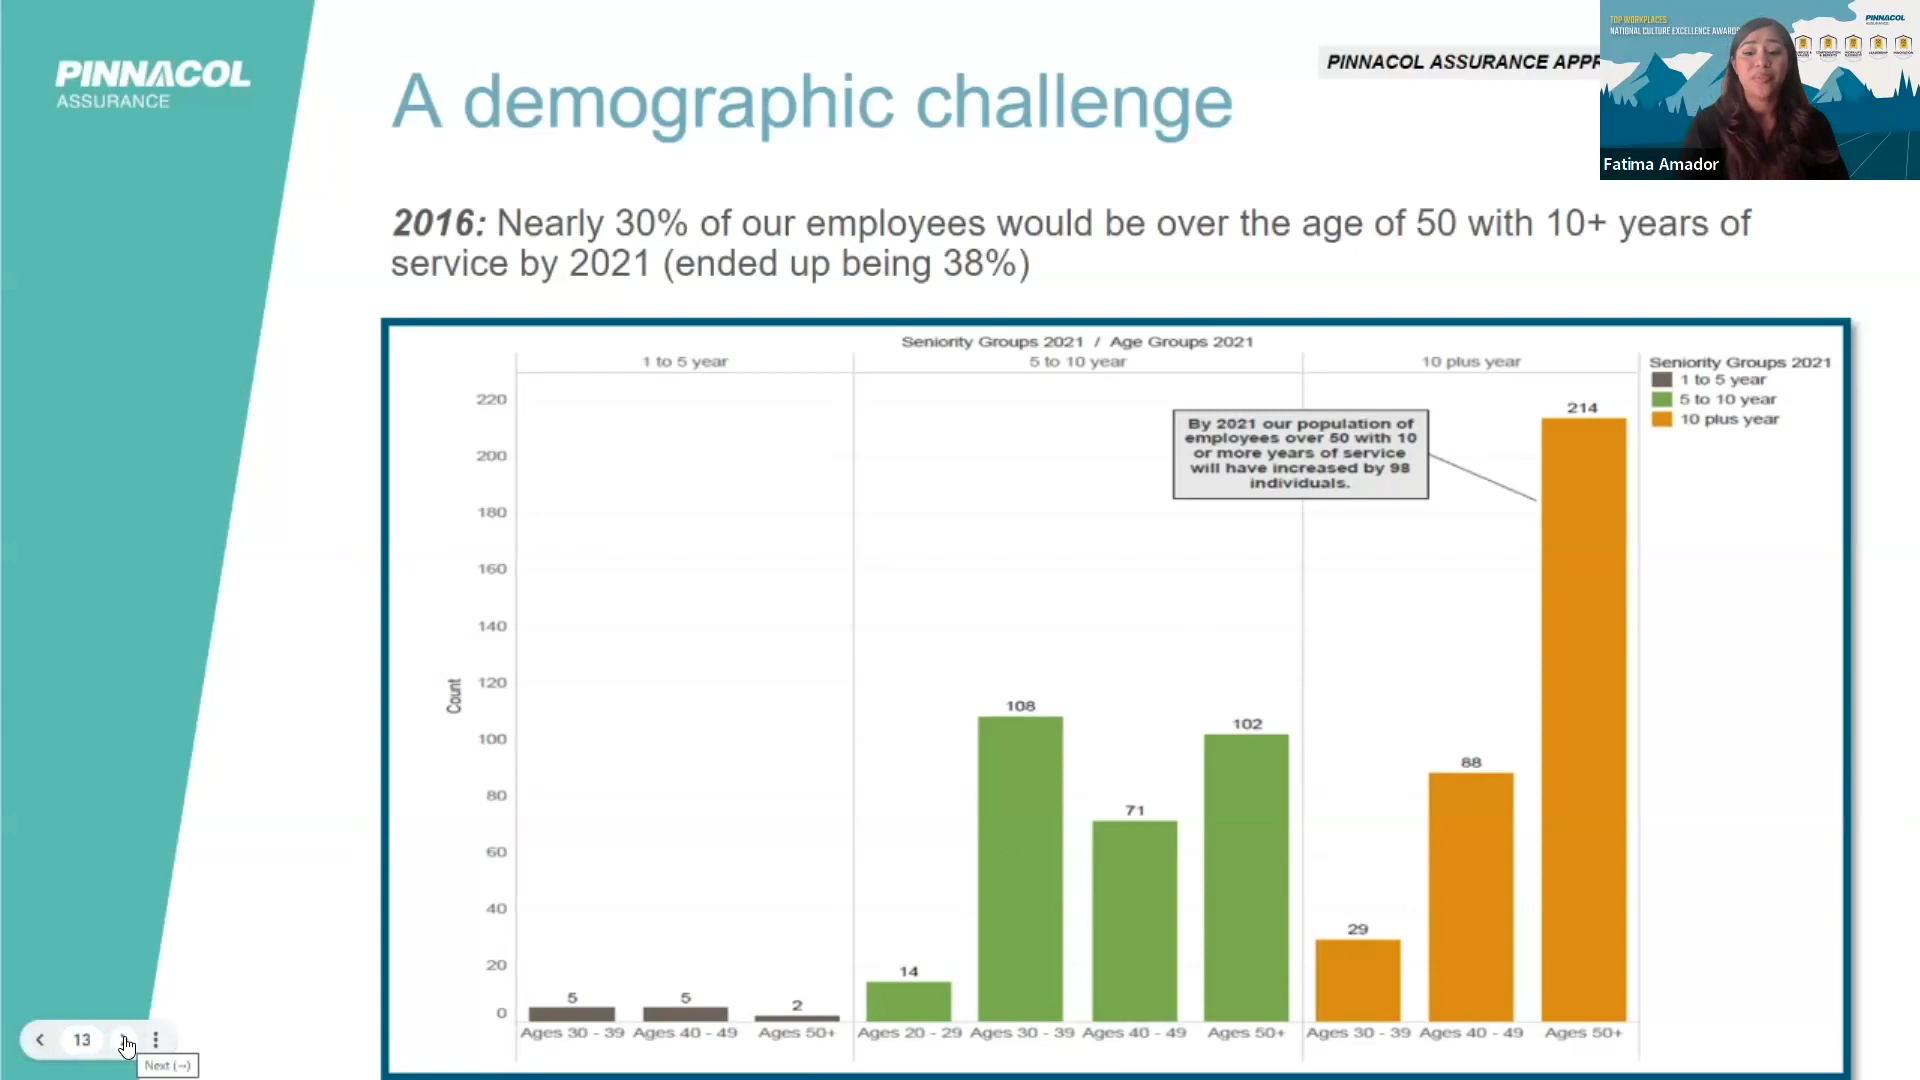 PINNACOL
ASSURANCE
A demographic challenge
PINNACOL ASSURANCE APPR
TOP WORKPLACES
NATIONAL CULTURE EXCELLENCE AWARD
PINNACOL
ASSURANCE
Fatima Amador
2016: Nearly 30% of our employees would be over the age of 50 with 10+ years of
service by 2021 (ended up being 38%)
Seniority Groups 2021 / Age Groups 2021
1 to 5 year
5 to 10 year
10 plus year
Seniority Groups 2021
1 to 5 year
5 to 10 year
10 plus year
By 2021 our population of
employees over 50 with 10
or more years of service
will have increased by 98
individuals.
Count
220
200
180
160
140
120
100
80
60
40
20
0
5
5
2
14
108
71
102
29
88
214
Ages 30 - 39
Ages 40 - 49
Ages 50+
Ages 20 - 29
Ages 30 - 39
Ages 40 - 49
Ages 50+
Ages 30 - 39
Ages 40 - 49
Ages 50+
13
Next (→)